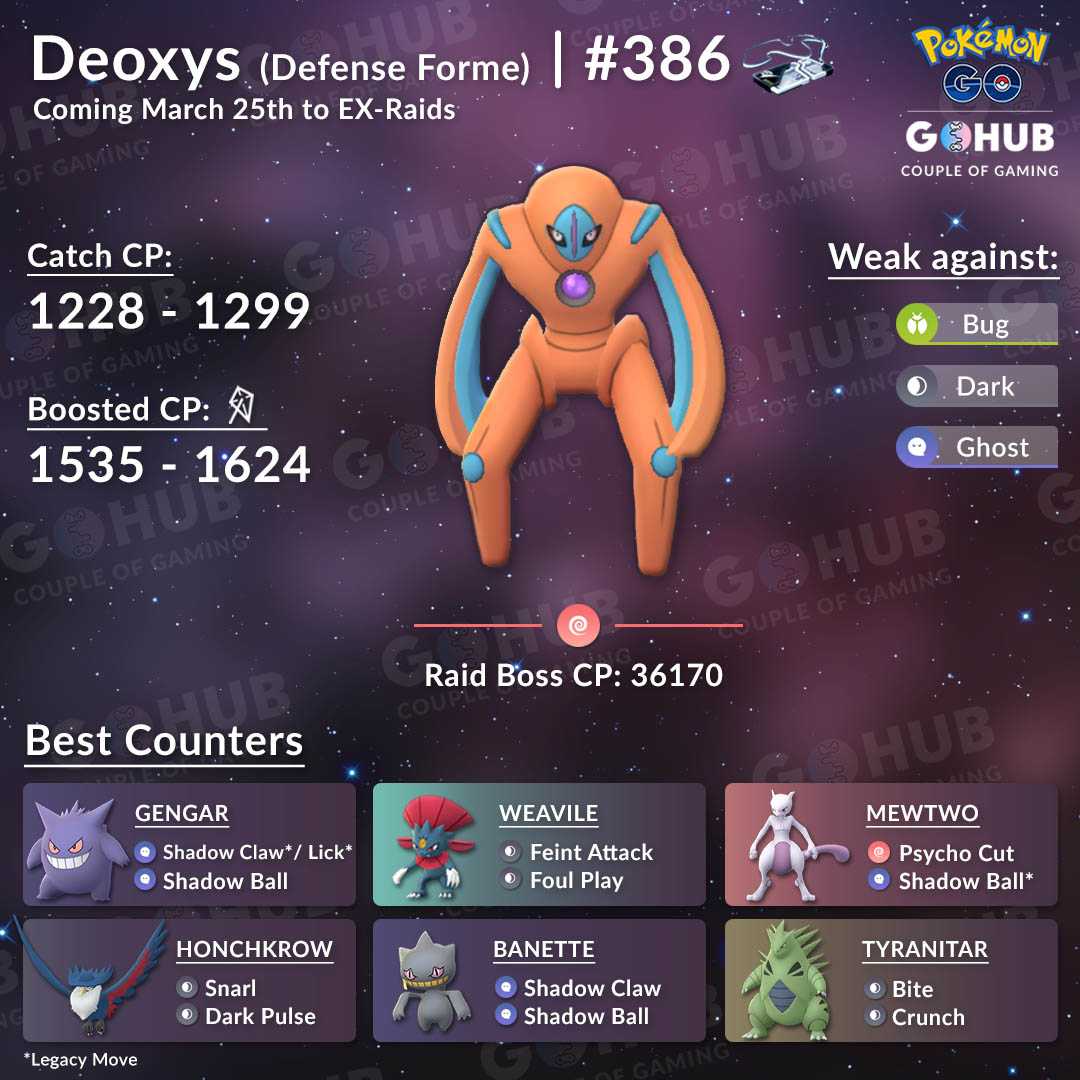 Deoxys (Defense Forme) | #386
Coming March 25th to EX-Raids
POKéMON
GO
GOHUB
COUPLE OF GAMING
Catch CP:
1228 - 1299
Boosted CP:
1535 - 1624
Weak against:
Bug
Dark
Ghost
Raid Boss CP: 36170
Best Counters
GENGAR
Shadow Claw*/ Lick*
Shadow Ball
WEAVILE
Feint Attack
Foul Play
MEWTWO
Psycho Cut
Shadow Ball*
HONCHKROW
Snarl
Dark Pulse
BANETTE
Shadow Claw
Shadow Ball
TYRANITAR
Bite
Crunch
*Legacy Move